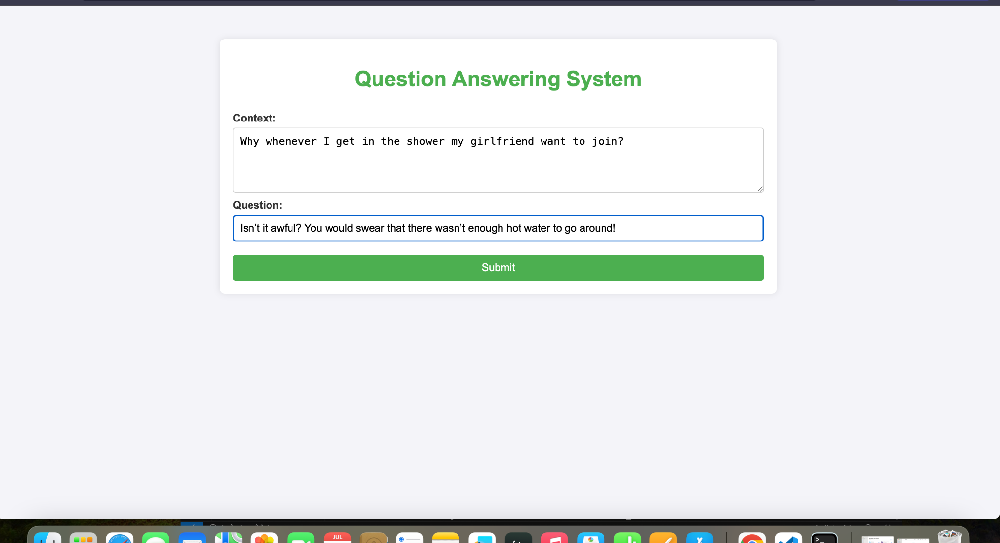 Question Answering System
Context:
Why whenever I get in the shower my girlfriend want to join?
Question:
Isn’t it awful? You would swear that there wasn’t enough hot water to go around!
Submit
JUL